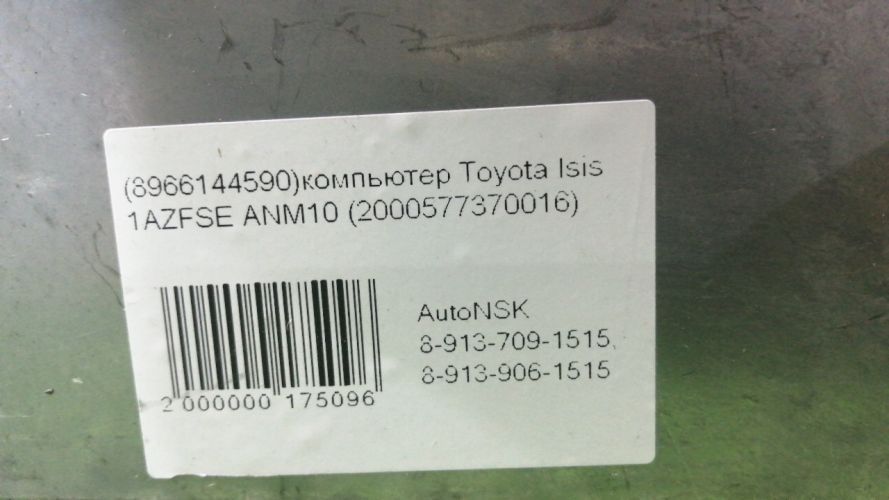 (8966144590)компьютер Toyota Isis
1AZFSE ANM10 (2000577370016)
AutoNSK
8-913-709-1515,
8-913-906-1515
2 000000 175096